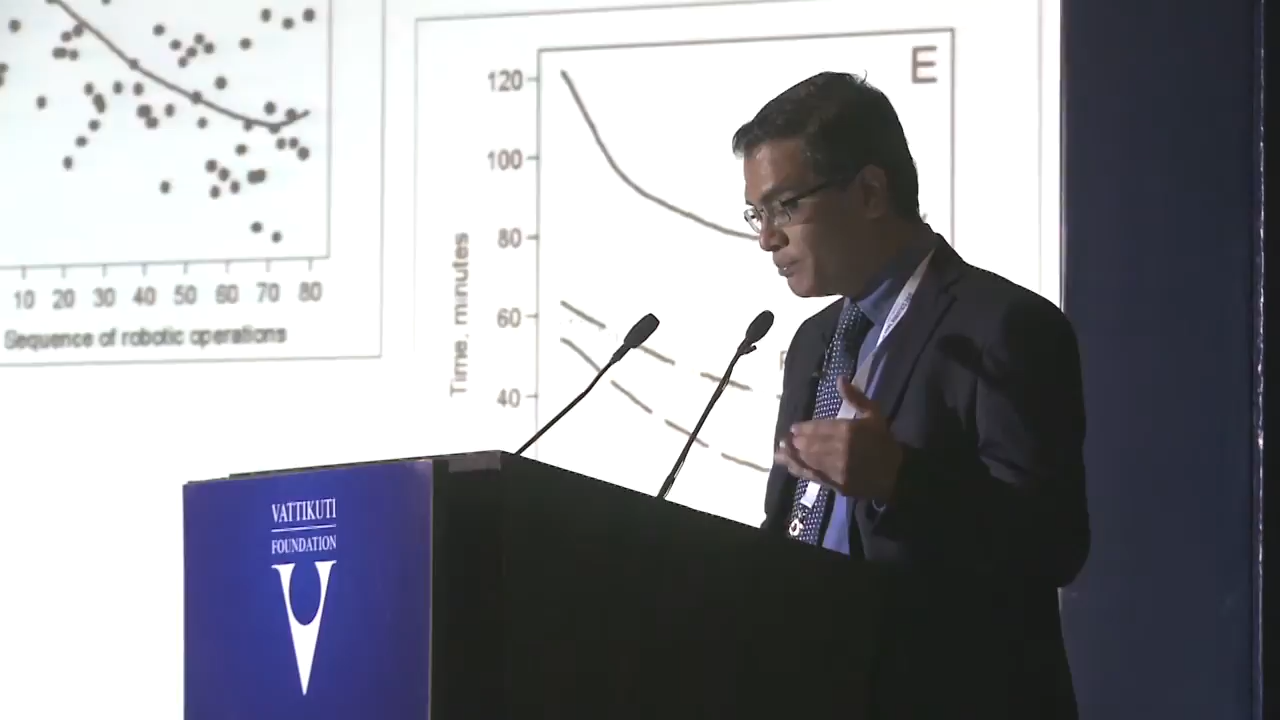 10 20 30 40 50 60 70 80
Sequence of robotic operations
E
120
100
80
60
40
Time, minutes
VATTIKUTI
FOUNDATION